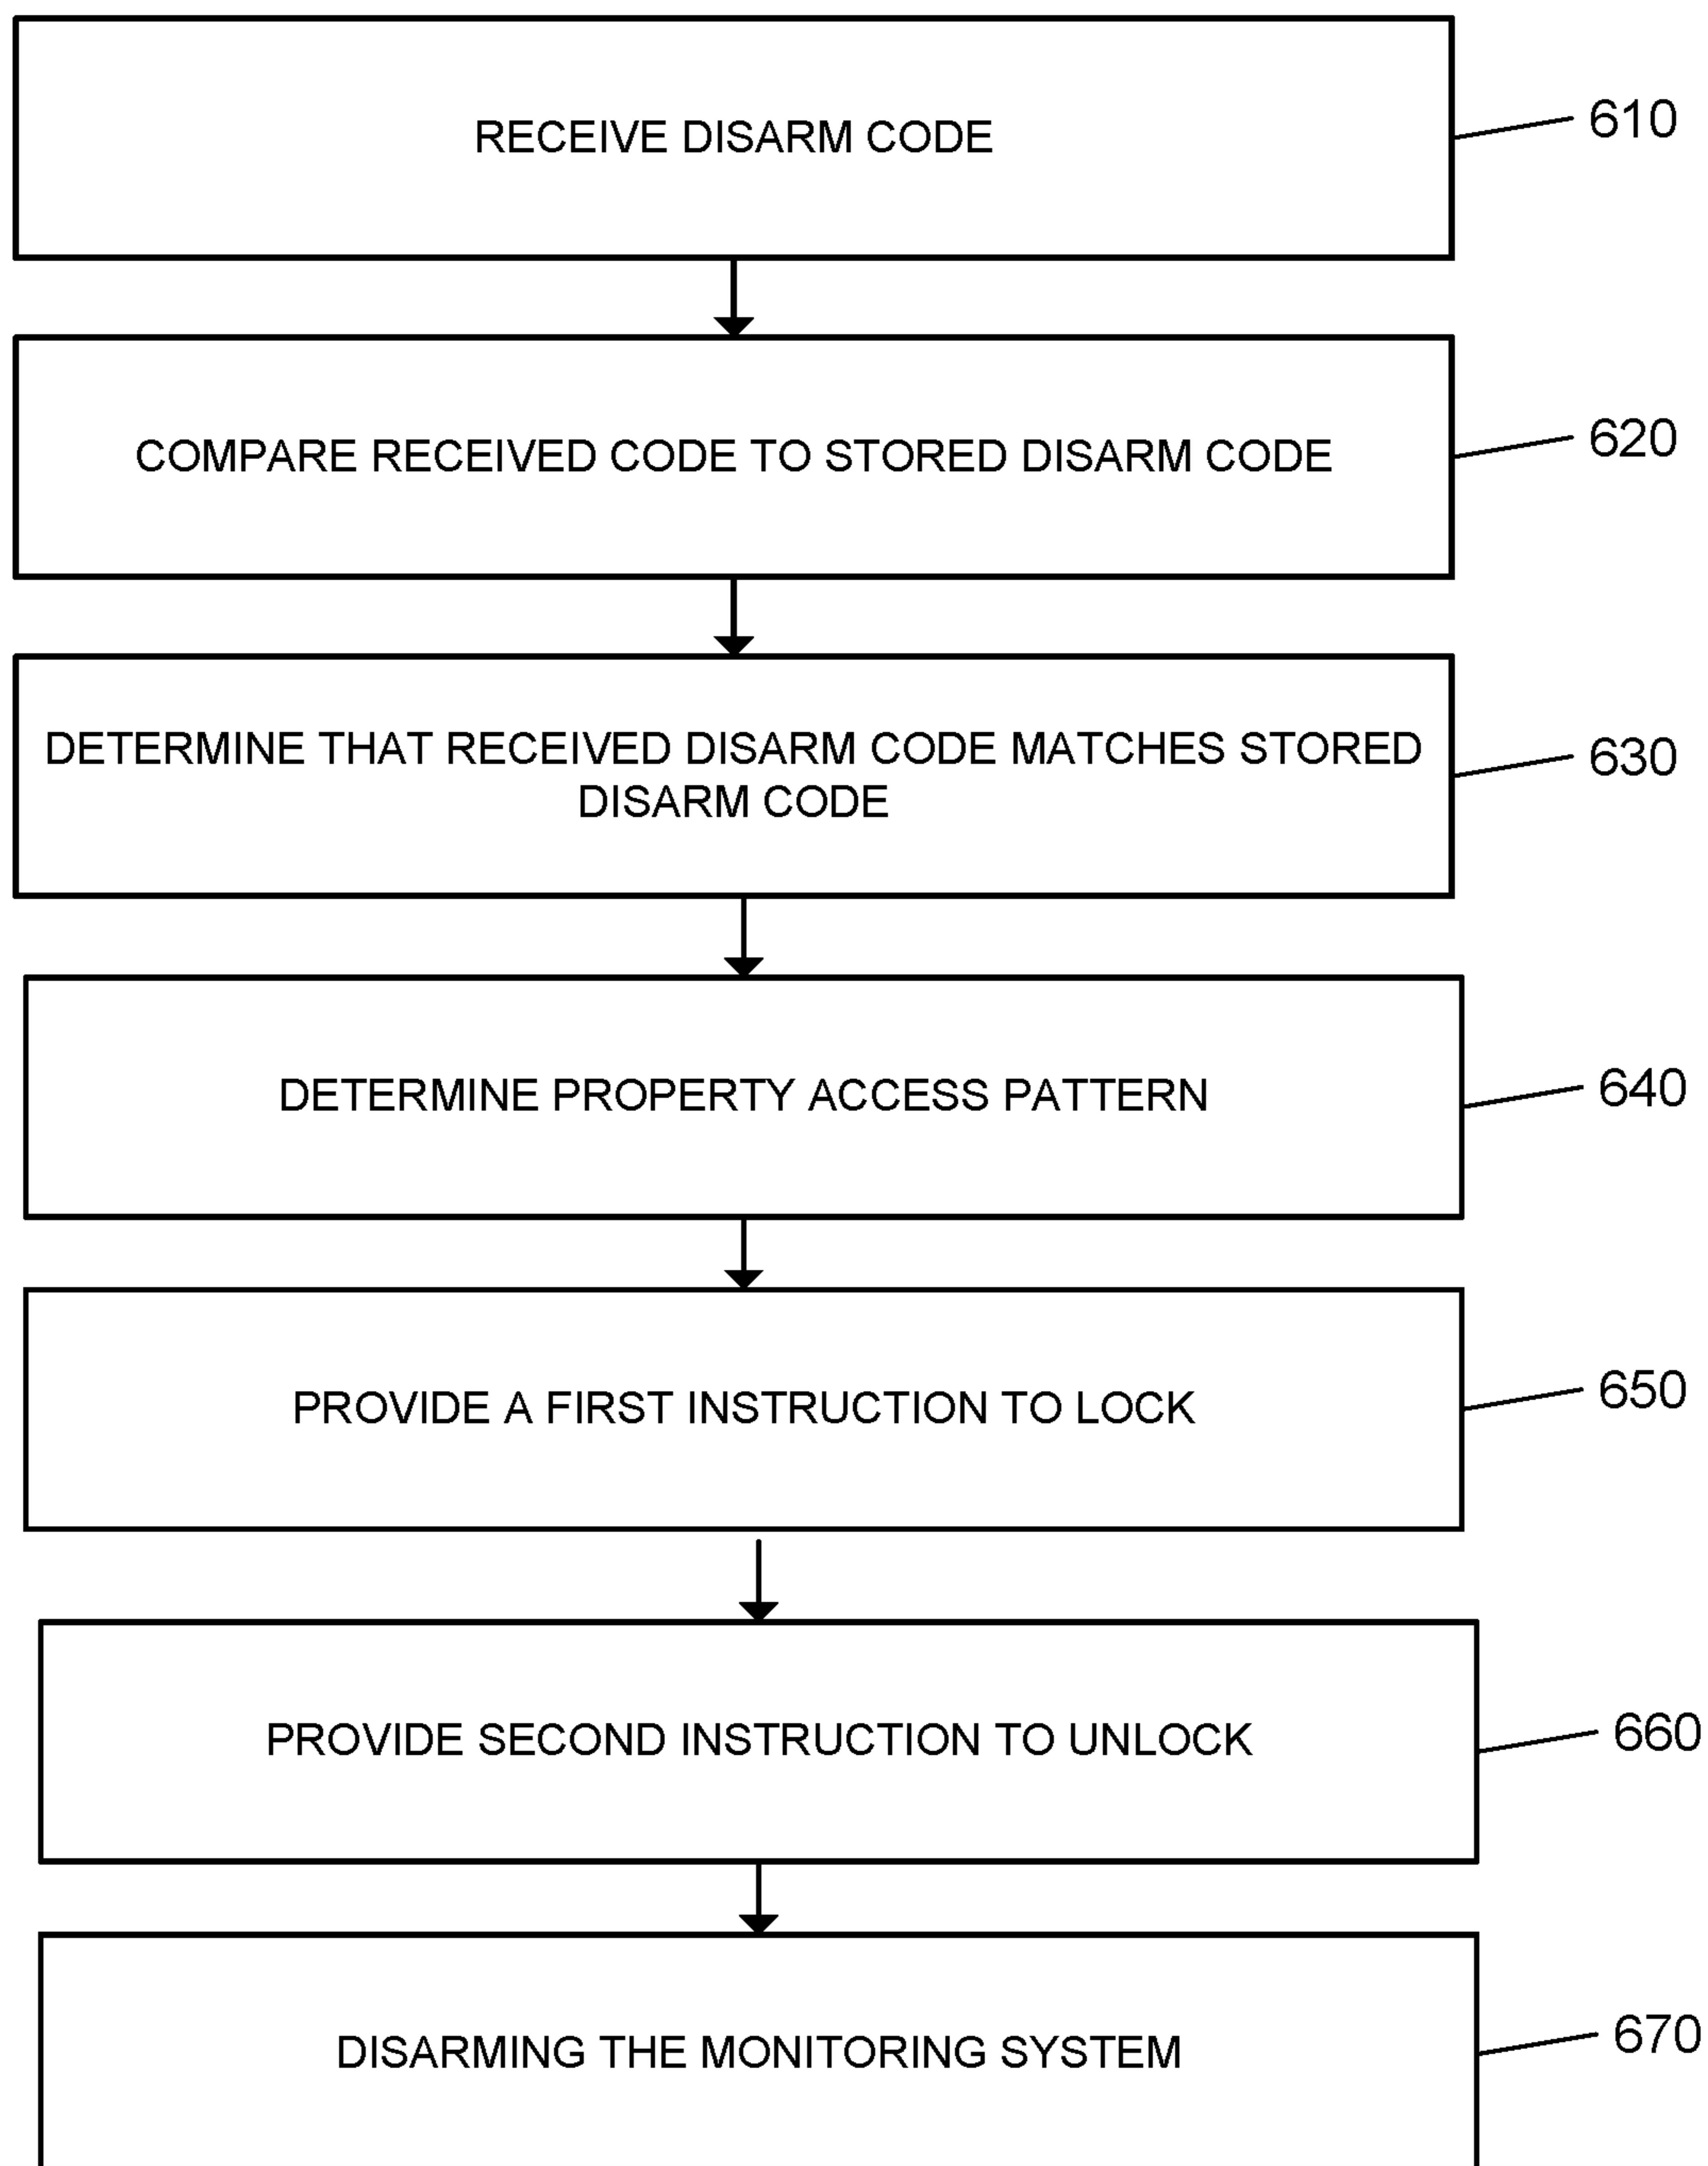 RECEIVE DISARM CODE
610
COMPARE RECEIVED CODE TO STORED DISARM CODE
620
DETERMINE THAT RECEIVED DISARM CODE MATCHES STORED
DISARM CODE
630
DETERMINE PROPERTY ACCESS PATTERN
640
PROVIDE A FIRST INSTRUCTION TO LOCK
650
PROVIDE SECOND INSTRUCTION TO UNLOCK
660
DISARMING THE MONITORING SYSTEM
670